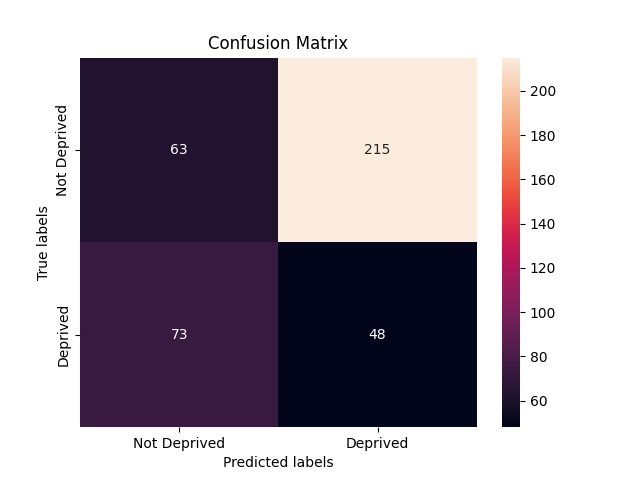 Confusion Matrix
True labels
Not Deprived
63
215
Deprived
73
48
Not Deprived
Deprived
Predicted labels
200
180
160
140
120
100
80
60